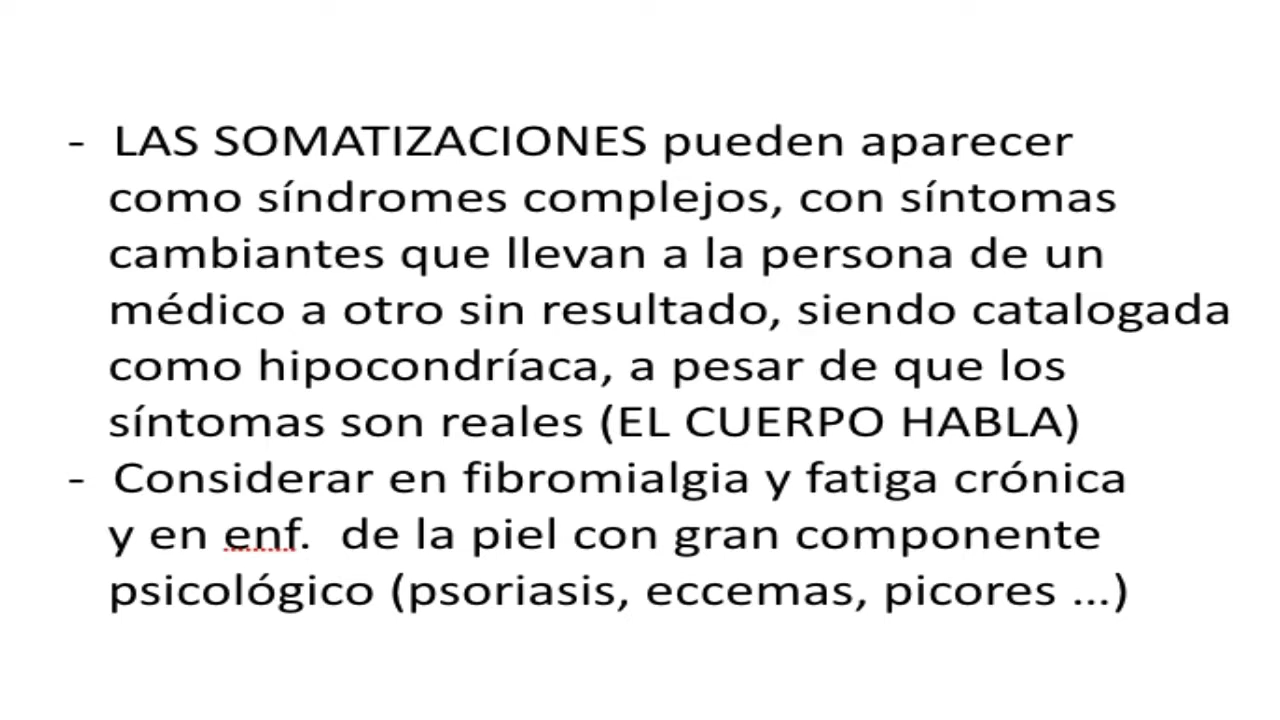 - LAS SOMATIZACIONES pueden aparecer
como síndromes complejos, con síntomas
cambiantes que llevan a la persona de un
médico a otro sin resultado, siendo catalogada
como hipocondríaca, a pesar de que los
síntomas son reales (EL CUERPO HABLA)
- Considerar en fibromialgia y fatiga crónica
y en enf.  de la piel con gran componente
psicológico (psoriasis, eccemas, picores ...)